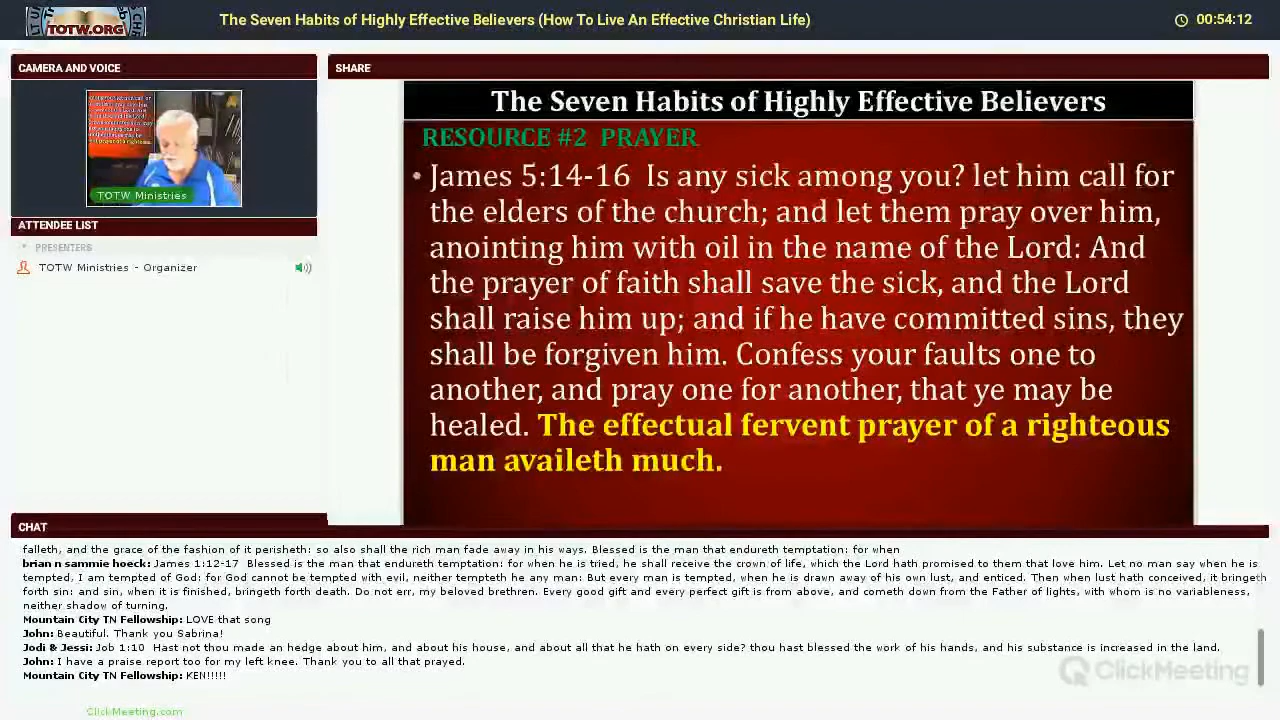 TOTW.ORG
The Seven Habits of Highly Effective Believers (How To Live An Effective Christian Life)
00:54:12
CAMERA AND VOICE
TOTW Ministries
ATTENDEE LIST
PRESENTERS
TOTW Ministries - Organizer
SHARE
The Seven Habits of Highly Effective Believers
RESOURCE #2 PRAYER
• James 5:14-16 Is any sick among you? let him call for
the elders of the church; and let them pray over him,
anointing him with oil in the name of the Lord: And
the prayer of faith shall save the sick, and the Lord
shall raise him up; and if he have committed sins, they
shall be forgiven him. Confess your faults one to
another, and pray one for another, that ye may be
healed. The effectual fervent prayer of a righteous
man availeth much.
CHAT
falleth, and the grace of the fashion of it perisheth: so also shall the rich man fade away in his ways. Blessed is the man that endureth temptation: for when
brian n sammie hoeck: James 1:12-17 Blessed is the man that endureth temptation: for when he is tried, he shall receive the crown of life, which the Lord hath promised to them that love him. Let no man say when he is
tempted, I am tempted of God: for God cannot be tempted with evil, neither tempteth he any man: But every man is tempted, when he is drawn away of his own lust, and enticed. Then when lust hath conceived, it bringeth
forth sin: and sin, when it is finished, bringeth forth death. Do not err, my beloved brethren. Every good gift and every perfect gift is from above, and cometh down from the Father of lights, with whom is no variableness,
neither shadow of turning.
Mountain City TN Fellowship: LOVE that song
John: Beautiful. Thank you Sabrina!
Jodi & Jessi: Job 1:10 Hast not thou made an hedge about him, and about his house, and about all that he hath on every side? thou hast blessed the work of his hands, and his substance is increased in the land.
John: I have a praise report too for my left knee. Thank you to all that prayed.
Mountain City TN Fellowship: KEN!!!!!
ClickMeeting
ClickMeeting.com